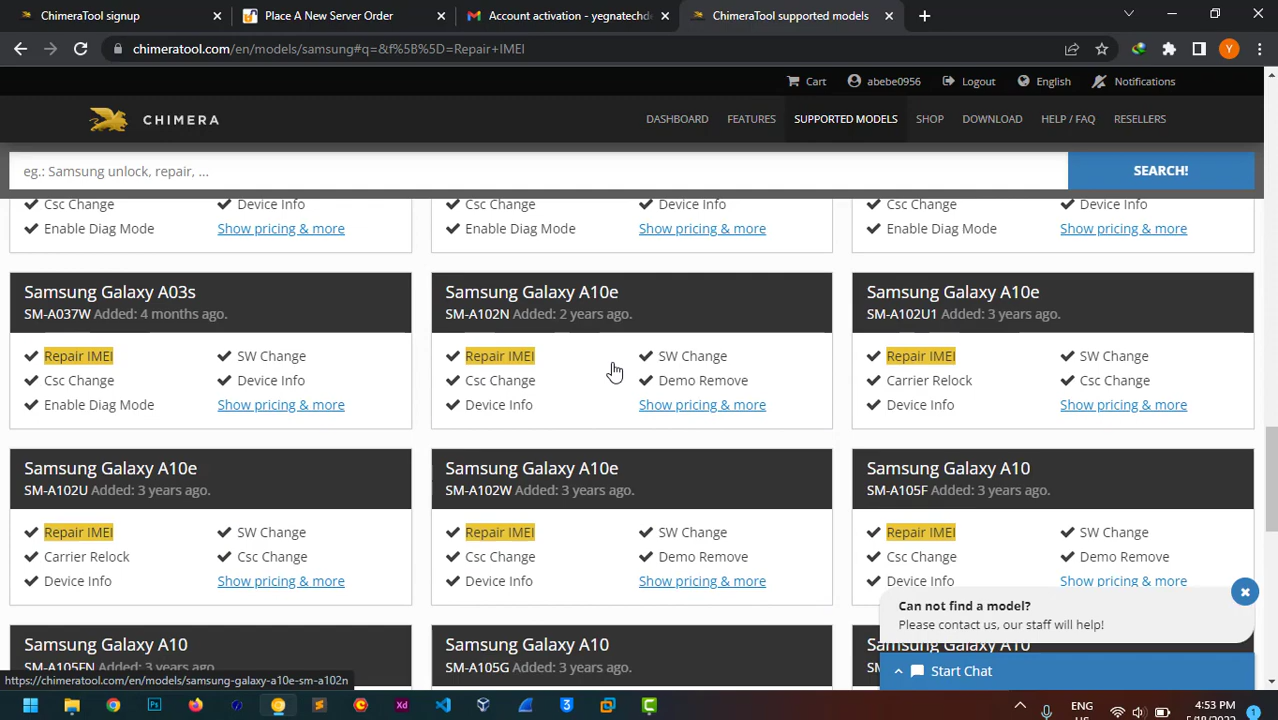 ChimeraTool signup
Place A New Server Order
Account activation - yegnatechde
ChimeraTool supported models
chimeratool.com/en/models/samsung#q=&f%5B%5D=Repair+IMEI
Y
Cart
abebe0956
Logout
English
Notifications
CHIMERA
DASHBOARD
FEATURES
SUPPORTED MODELS
SHOP
DOWNLOAD
HELP / FAQ
RESELLERS
eg.: Samsung unlock, repair, ...
SEARCH!
Csc Change
Device Info
Enable Diag Mode
Show pricing & more
Csc Change
Device Info
Enable Diag Mode
Show pricing & more
Csc Change
Device Info
Enable Diag Mode
Show pricing & more
Samsung Galaxy A03s
SM-A037W Added: 4 months ago.
Repair IMEI
SW Change
Csc Change
Device Info
Enable Diag Mode
Show pricing & more
Samsung Galaxy A10e
SM-A102N Added: 2 years ago.
Repair IMEI
SW Change
Csc Change
Demo Remove
Device Info
Show pricing & more
Samsung Galaxy A10e
SM-A102U1 Added: 3 years ago.
Repair IMEI
SW Change
Carrier Relock
Csc Change
Device Info
Show pricing & more
Samsung Galaxy A10e
SM-A102U Added: 3 years ago.
Repair IMEI
SW Change
Carrier Relock
Csc Change
Device Info
Show pricing & more
Samsung Galaxy A10e
SM-A102W Added: 3 years ago.
Repair IMEI
SW Change
Csc Change
Demo Remove
Device Info
Show pricing & more
Samsung Galaxy A10
SM-A105F Added: 3 years ago.
Repair IMEI
SW Change
Csc Change
Demo Remove
Device Info
Show pricing & more
Samsung Galaxy A10
SM-A105FN Added: 3 years ago.
Samsung Galaxy A10
SM-A105G Added: 3 years ago.
Can not find a model?
Please contact us, our staff will help!
Start Chat
https://chimeratool.com/en/models/samsung-galaxy-a10e-sm-a102n
Ps
Xd
ENG
US
4:53 PM